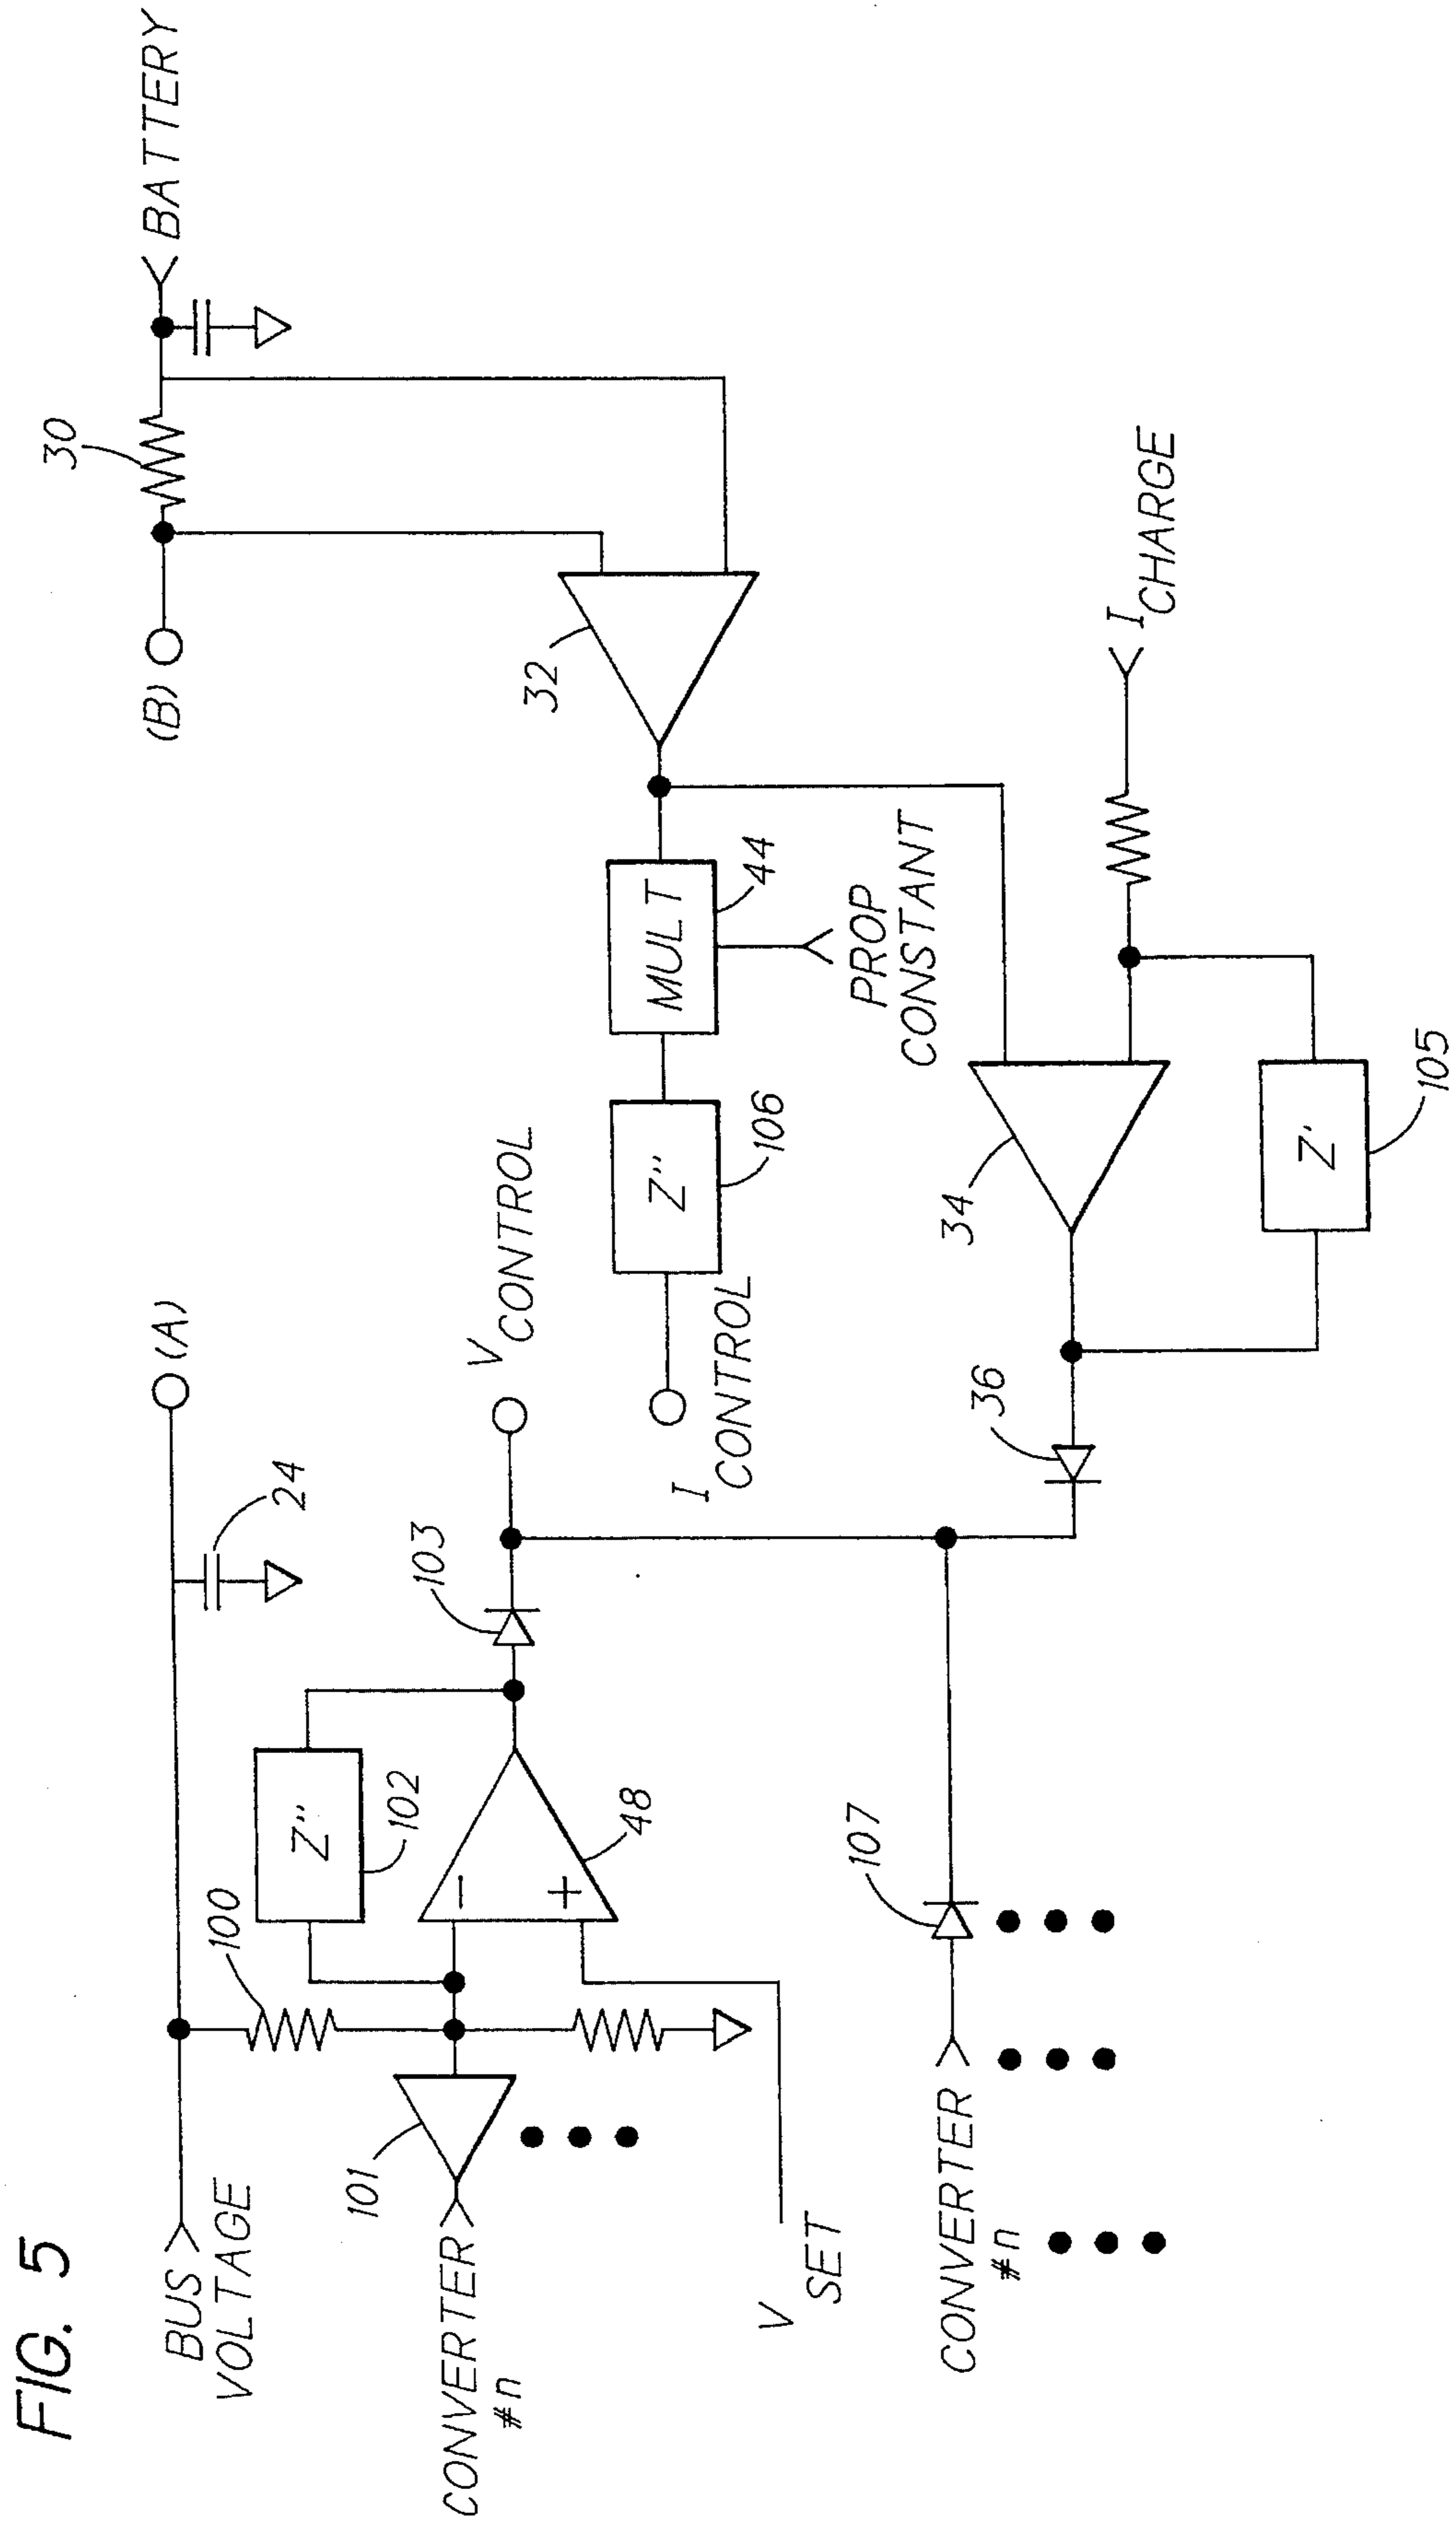 FIG. 5
BUS
VOLTAGE
24
(A)
(B)
30
BATTERY
100
Z''
102
101
CONVERTER
#n
−
+
48
103
V CONTROL
V SET
I CONTROL
Z''
106
MULT
44
PROP
CONSTANT
32
CONVERTER
#n
107
36
34
Z'
105
I CHARGE